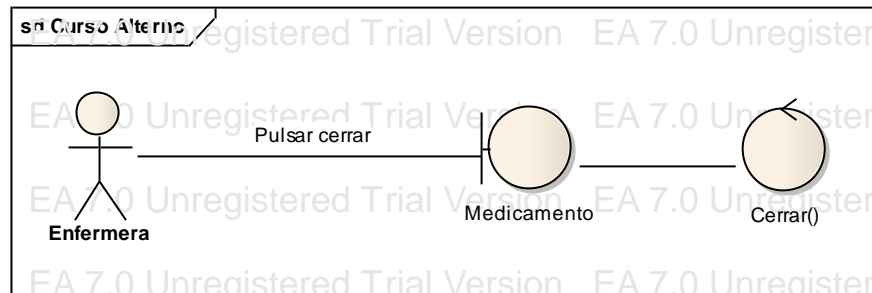 sd Curso Alterno
EA 7.0 Unregistered Trial Version EA 7.0 Unregister
EA 7.0 Unregistered Trial Version EA 7.0 Unregister
Pulsar cerrar
EA 7.0 Unregistered Trial Version EA 7.0 Unregister
Medicamento
Cerrar()
Enfermera
EA 7.0 Unregistered Trial Version EA 7.0 Unregister